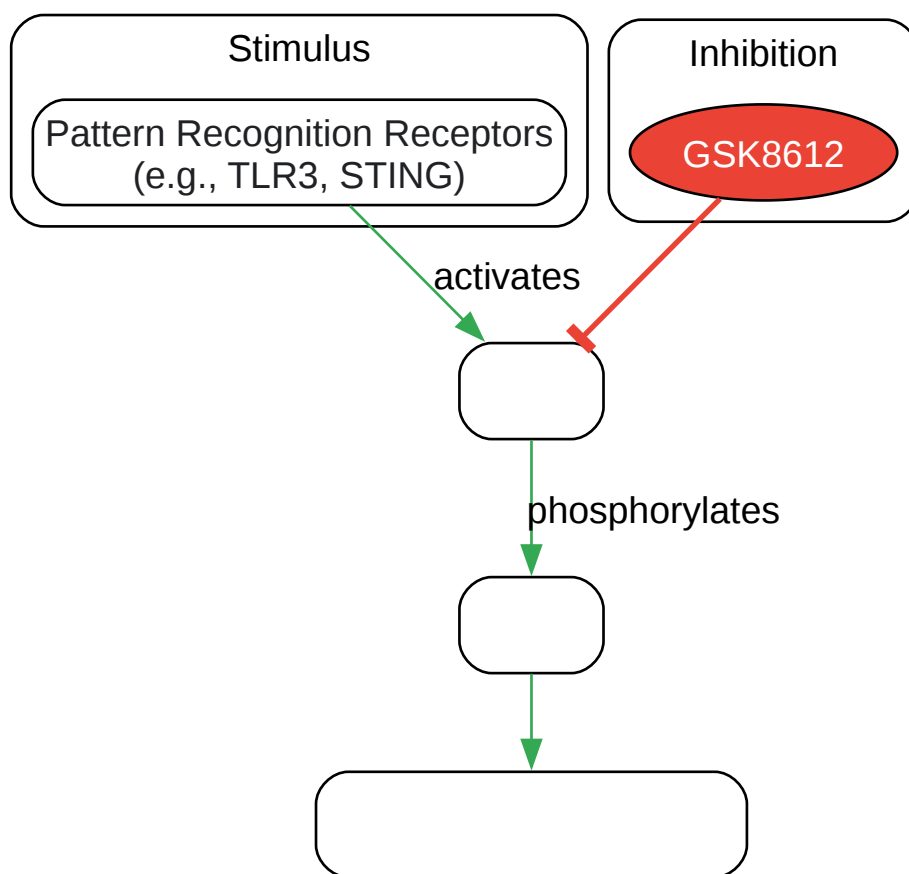 Stimulus
Pattern Recognition Receptors
(e.g., TLR3, STING)
Inhibition
GSK8612
activates
phosphorylates